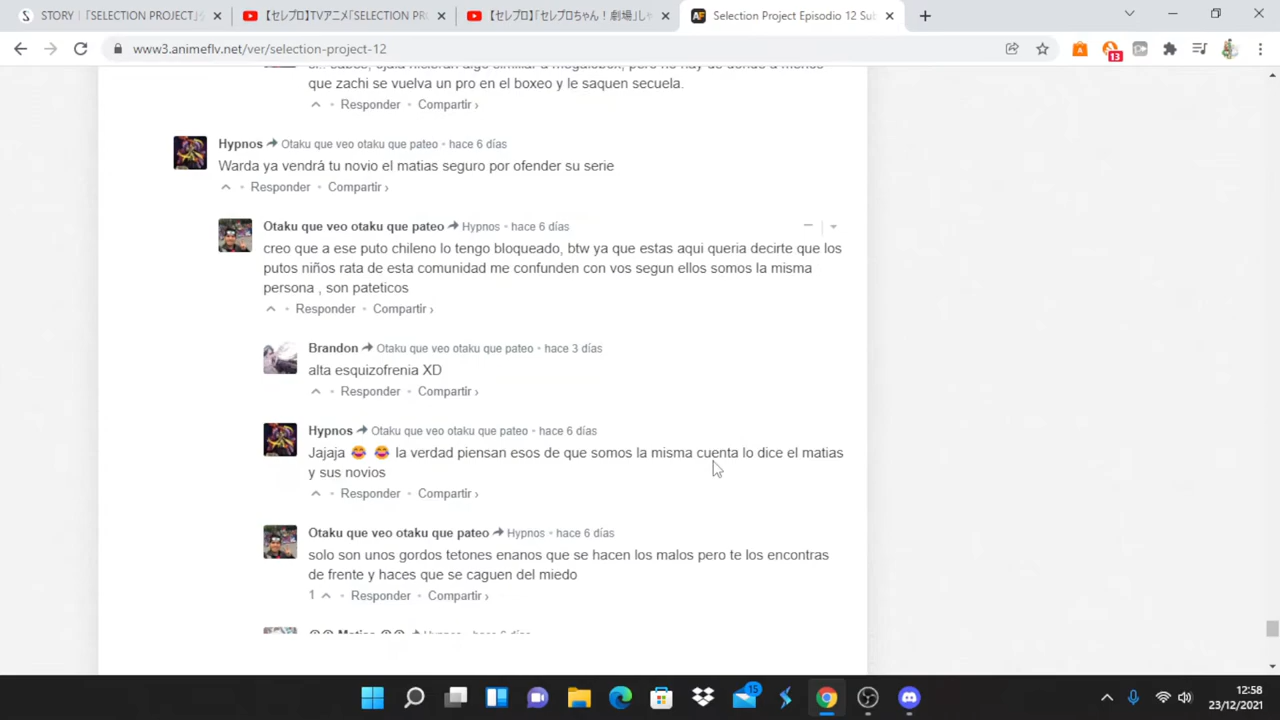 STORY | 「SELECTION PROJECT」
【セレプロ】TVアニメ「SELECTION PR
【セレプロ】「セレプロちゃん！劇場」し
Selection Project Episodio 12 Sub
www3.animeflv.net/ver/selection-project-12
13
que zachi se vuelva un pro en el boxeo y le saquen secuela.
Responder • Compartir ›
Hypnos Otaku que veo otaku que pateo • hace 6 días
Warda ya vendrá tu novio el matias seguro por ofender su serie
Responder • Compartir ›
Otaku que veo otaku que pateo Hypnos • hace 6 días
creo que a ese puto chileno lo tengo bloqueado, btw ya que estas aqui queria decirte que los
putos niños rata de esta comunidad me confunden con vos segun ellos somos la misma
persona , son pateticos
Responder • Compartir ›
Brandon Otaku que veo otaku que pateo • hace 3 días
alta esquizofrenia XD
Responder • Compartir ›
Hypnos Otaku que veo otaku que pateo • hace 6 días
Jajaja 😂 😂 la verdad piensan esos de que somos la misma cuenta lo dice el matias
y sus novios
Responder • Compartir ›
Otaku que veo otaku que pateo Hypnos • hace 6 días
solo son unos gordos tetones enanos que se hacen los malos pero te los encontras
de frente y haces que se caguen del miedo
1 • Responder • Compartir ›
15
12:58
23/12/2021